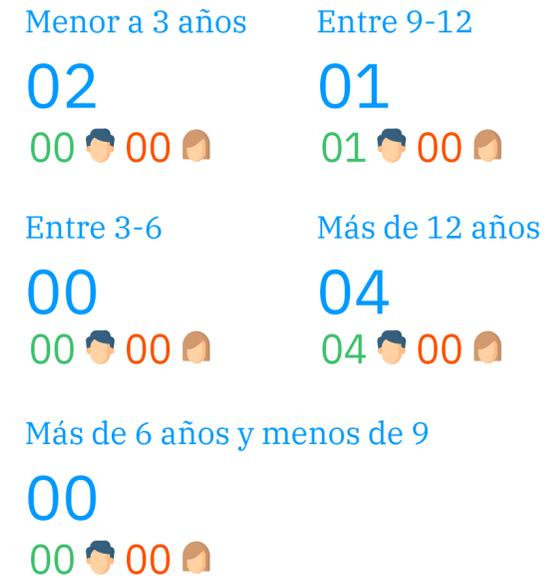 Menor a 3 años
02
00 00
Entre 9-12
01
01 00
Entre 3-6
00
00 00
Más de 12 años
04
04 00
Más de 6 años y menos de 9
00
00 00